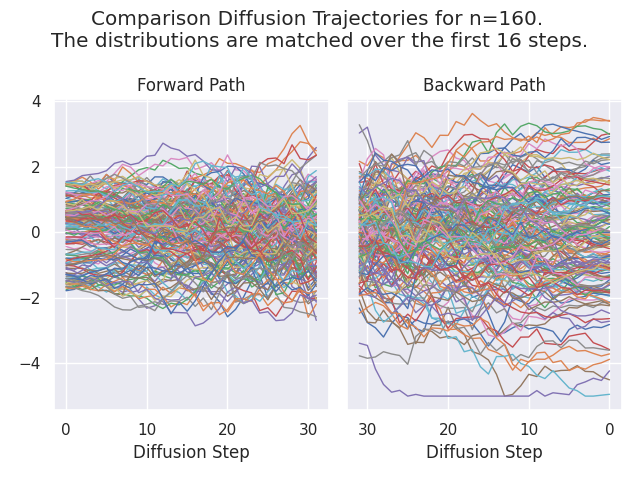 Comparison Diffusion Trajectories for n=160.
The distributions are matched over the first 16 steps.
Forward Path
Backward Path
4
2
0
−2
−4
0 10 20 30
30 20 10 0
Diffusion Step
Diffusion Step